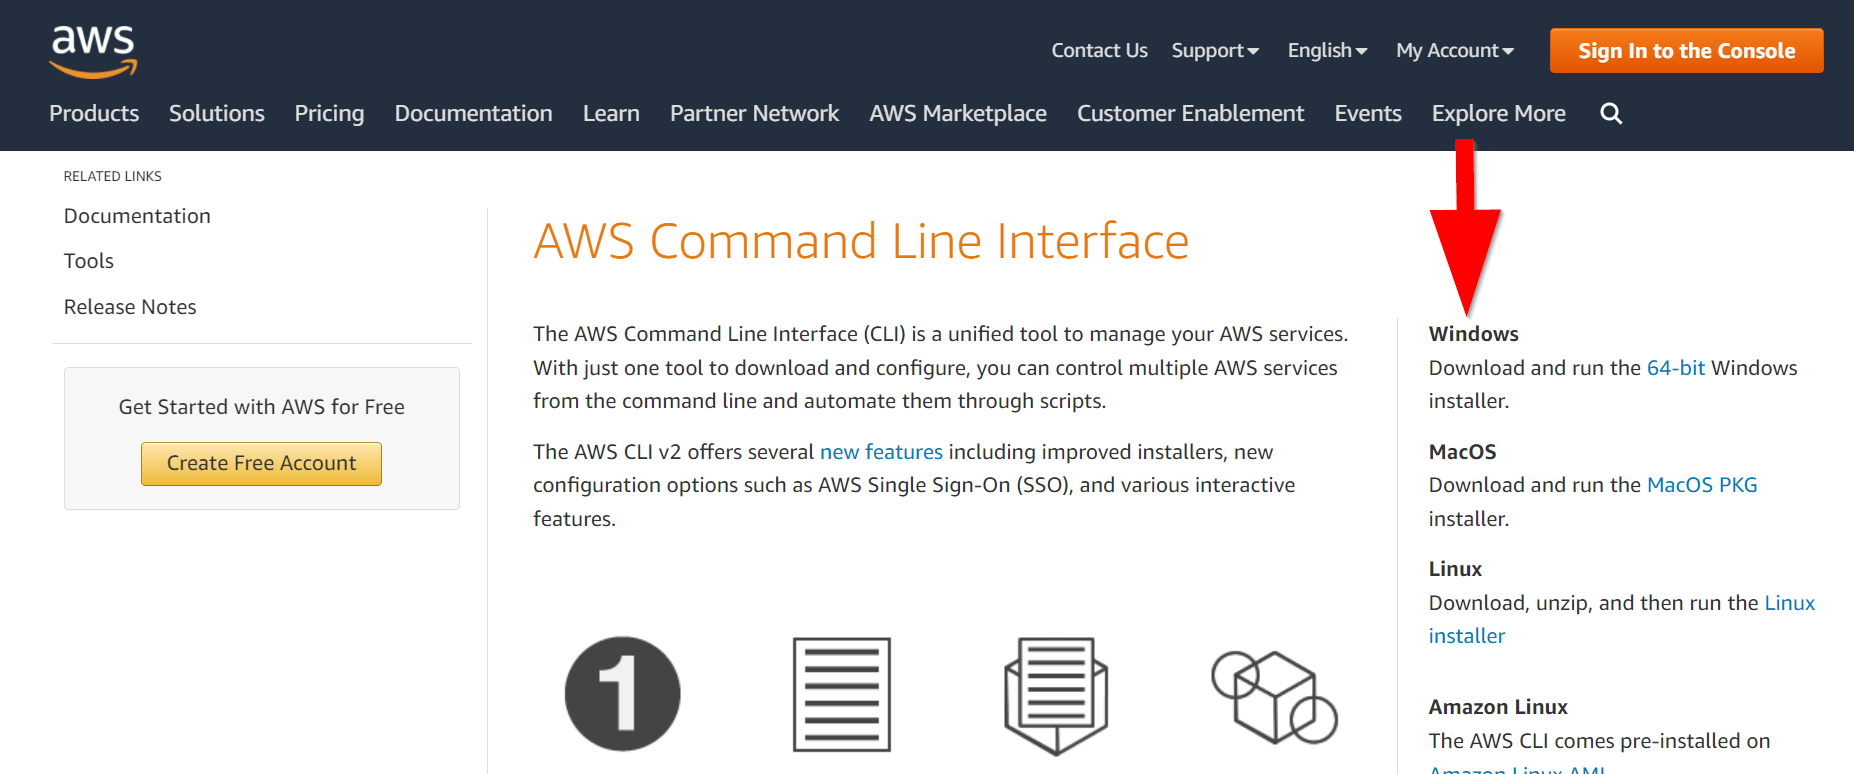 aws
Contact Us Support English My Account Sign In to the Console
Products Solutions Pricing Documentation Learn Partner Network AWS Marketplace Customer Enablement Events Explore More
RELATED LINKS
Documentation
Tools
Release Notes
Get Started with AWS for Free
Create Free Account
AWS Command Line Interface
The AWS Command Line Interface (CLI) is a unified tool to manage your AWS services.
With just one tool to download and configure, you can control multiple AWS services
from the command line and automate them through scripts.
The AWS CLI v2 offers several new features including improved installers, new
configuration options such as AWS Single Sign-On (SSO), and various interactive
features.
1
Windows
Download and run the 64-bit Windows
installer.
MacOS
Download and run the MacOS PKG
installer.
Linux
Download, unzip, and then run the Linux
installer
Amazon Linux
The AWS CLI comes pre-installed on
Amazon Linux AMI